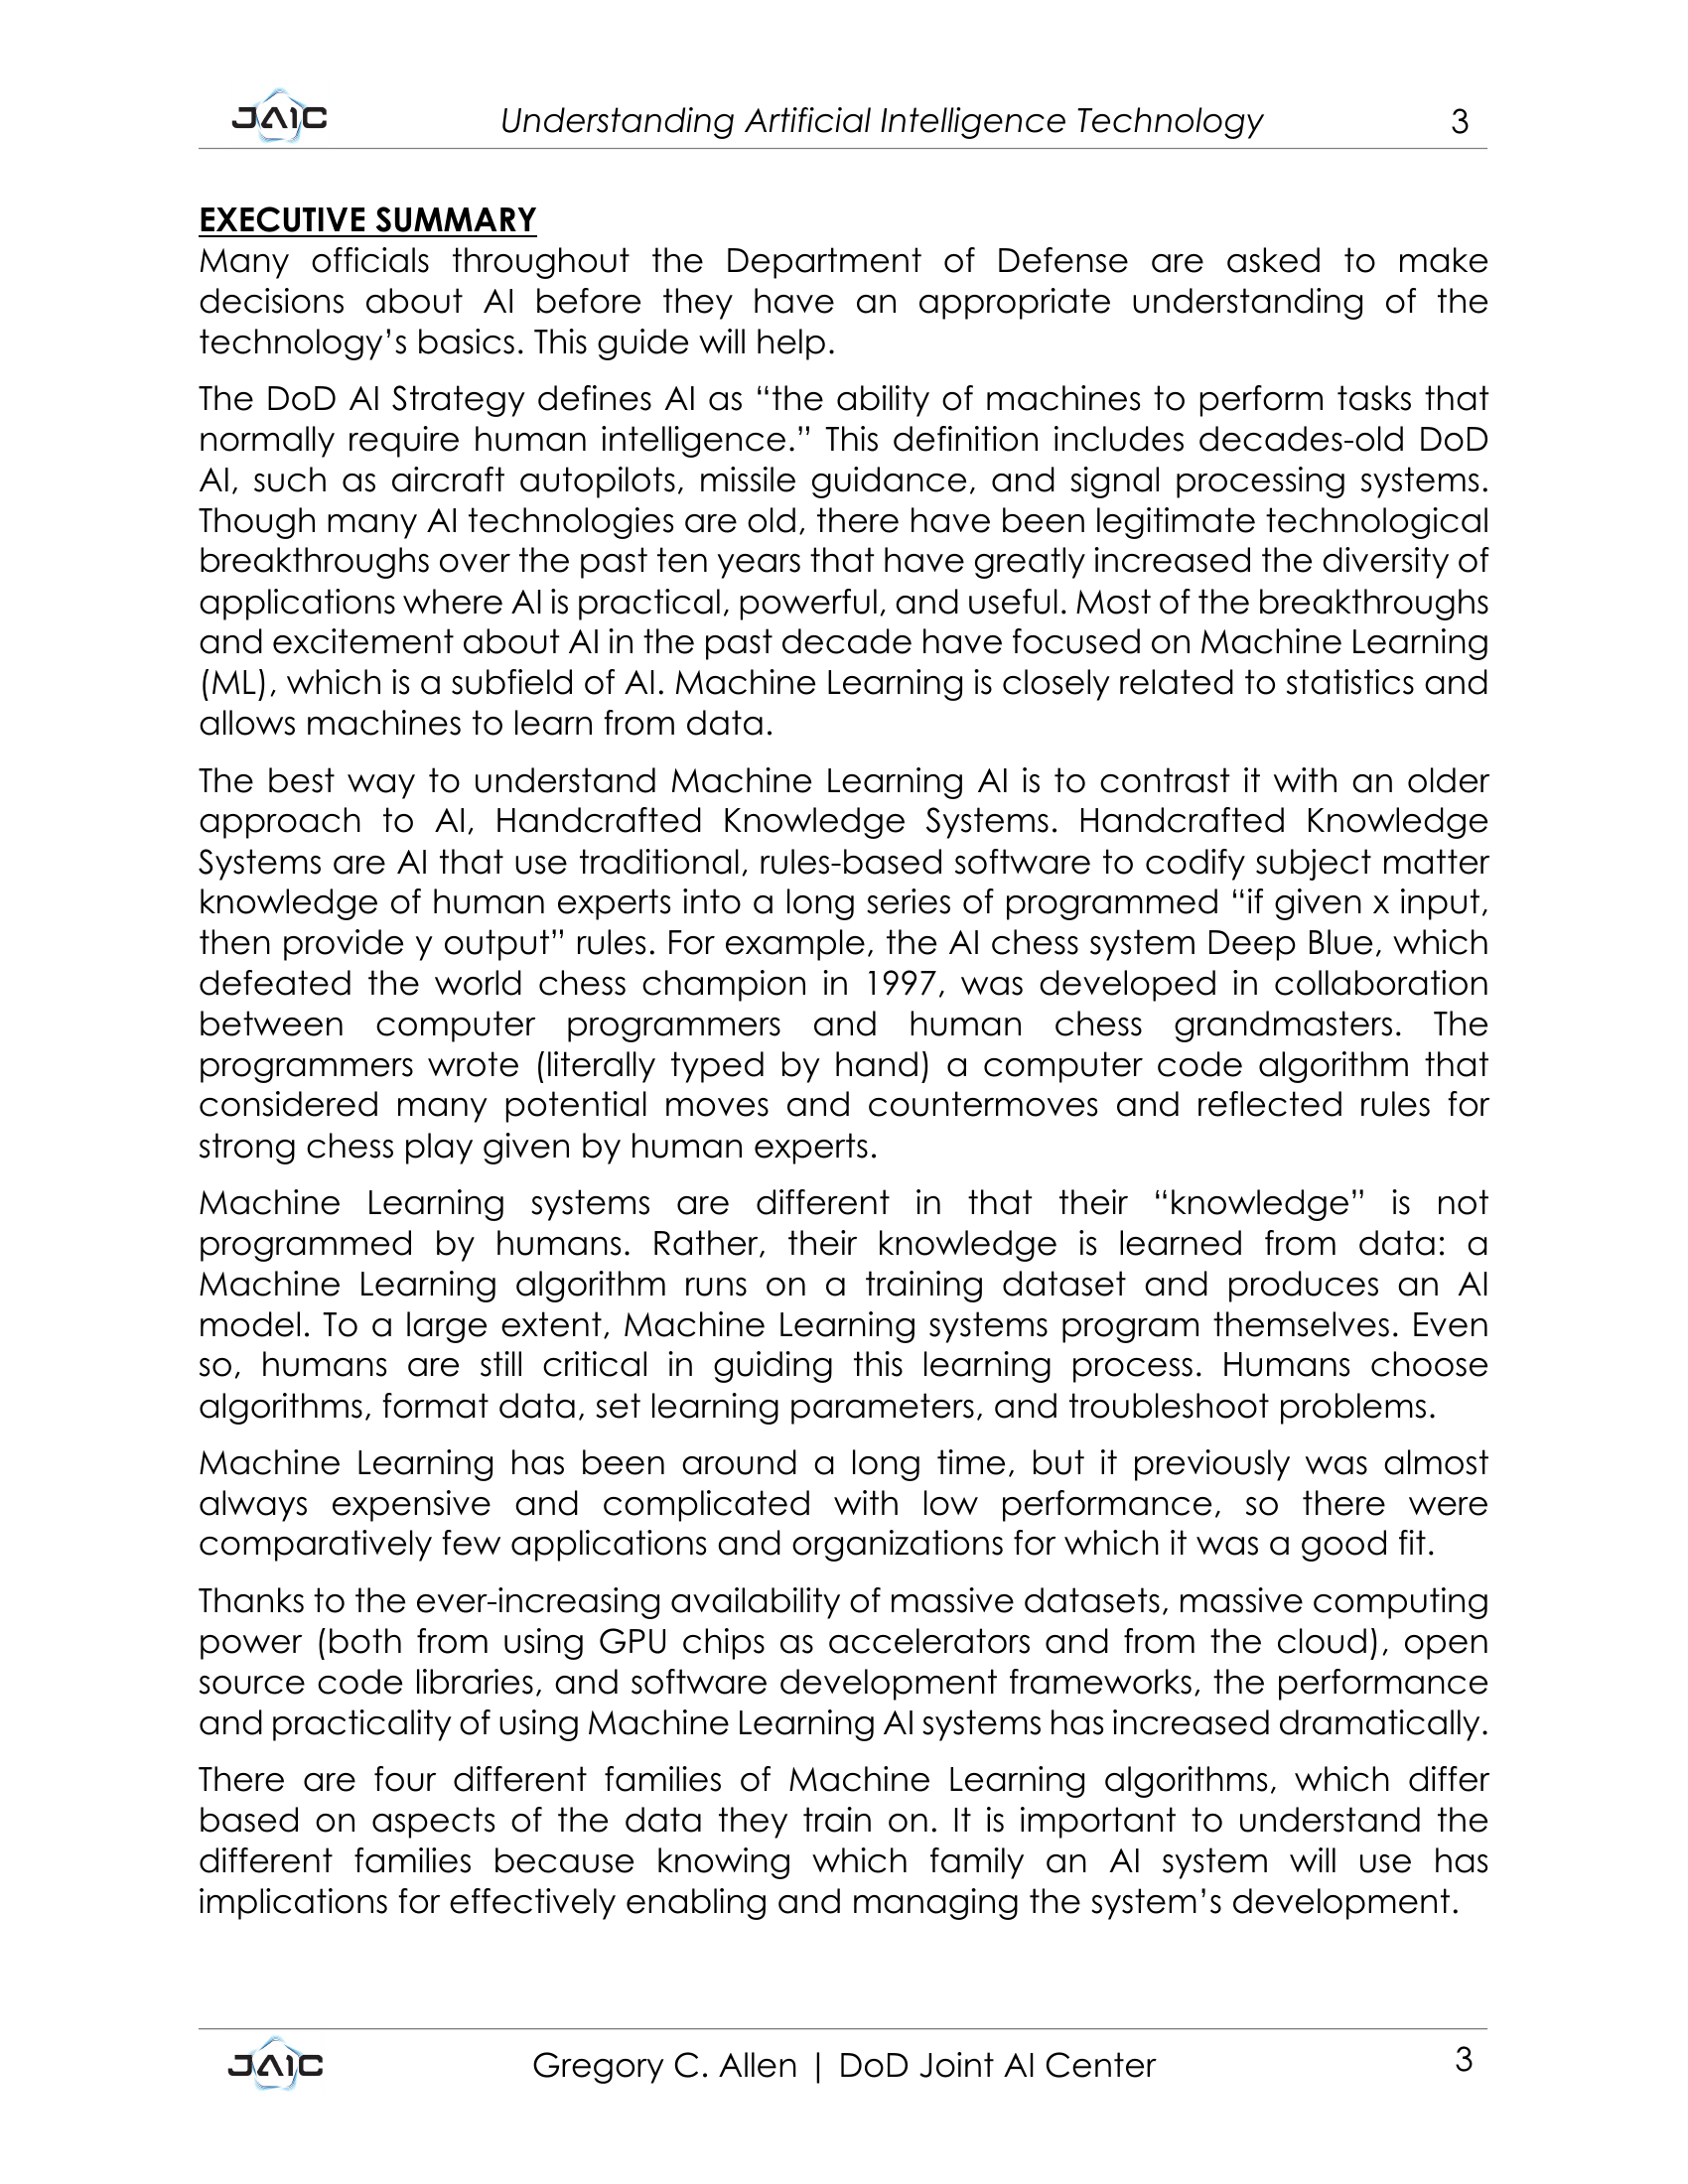 JAIC
Understanding Artificial Intelligence Technology
3
EXECUTIVE SUMMARY
Many officials throughout the Department of Defense are asked to make
decisions about AI before they have an appropriate understanding of the
technology’s basics. This guide will help.
The DoD AI Strategy defines AI as “the ability of machines to perform tasks that
normally require human intelligence.” This definition includes decades-old DoD
AI, such as aircraft autopilots, missile guidance, and signal processing systems.
Though many AI technologies are old, there have been legitimate technological
breakthroughs over the past ten years that have greatly increased the diversity of
applications where AI is practical, powerful, and useful. Most of the breakthroughs
and excitement about AI in the past decade have focused on Machine Learning
(ML), which is a subfield of AI. Machine Learning is closely related to statistics and
allows machines to learn from data.
The best way to understand Machine Learning AI is to contrast it with an older
approach to AI, Handcrafted Knowledge Systems. Handcrafted Knowledge
Systems are AI that use traditional, rules-based software to codify subject matter
knowledge of human experts into a long series of programmed “if given x input,
then provide y output” rules. For example, the AI chess system Deep Blue, which
defeated the world chess champion in 1997, was developed in collaboration
between computer programmers and human chess grandmasters. The
programmers wrote (literally typed by hand) a computer code algorithm that
considered many potential moves and countermoves and reflected rules for
strong chess play given by human experts.
Machine Learning systems are different in that their “knowledge” is not
programmed by humans. Rather, their knowledge is learned from data: a
Machine Learning algorithm runs on a training dataset and produces an AI
model. To a large extent, Machine Learning systems program themselves. Even
so, humans are still critical in guiding this learning process. Humans choose
algorithms, format data, set learning parameters, and troubleshoot problems.
Machine Learning has been around a long time, but it previously was almost
always expensive and complicated with low performance, so there were
comparatively few applications and organizations for which it was a good fit.
Thanks to the ever-increasing availability of massive datasets, massive computing
power (both from using GPU chips as accelerators and from the cloud), open
source code libraries, and software development frameworks, the performance
and practicality of using Machine Learning AI systems has increased dramatically.
There are four different families of Machine Learning algorithms, which differ
based on aspects of the data they train on. It is important to understand the
different families because knowing which family an AI system will use has
implications for effectively enabling and managing the system’s development.
JAIC
Gregory C. Allen | DoD Joint AI Center
3